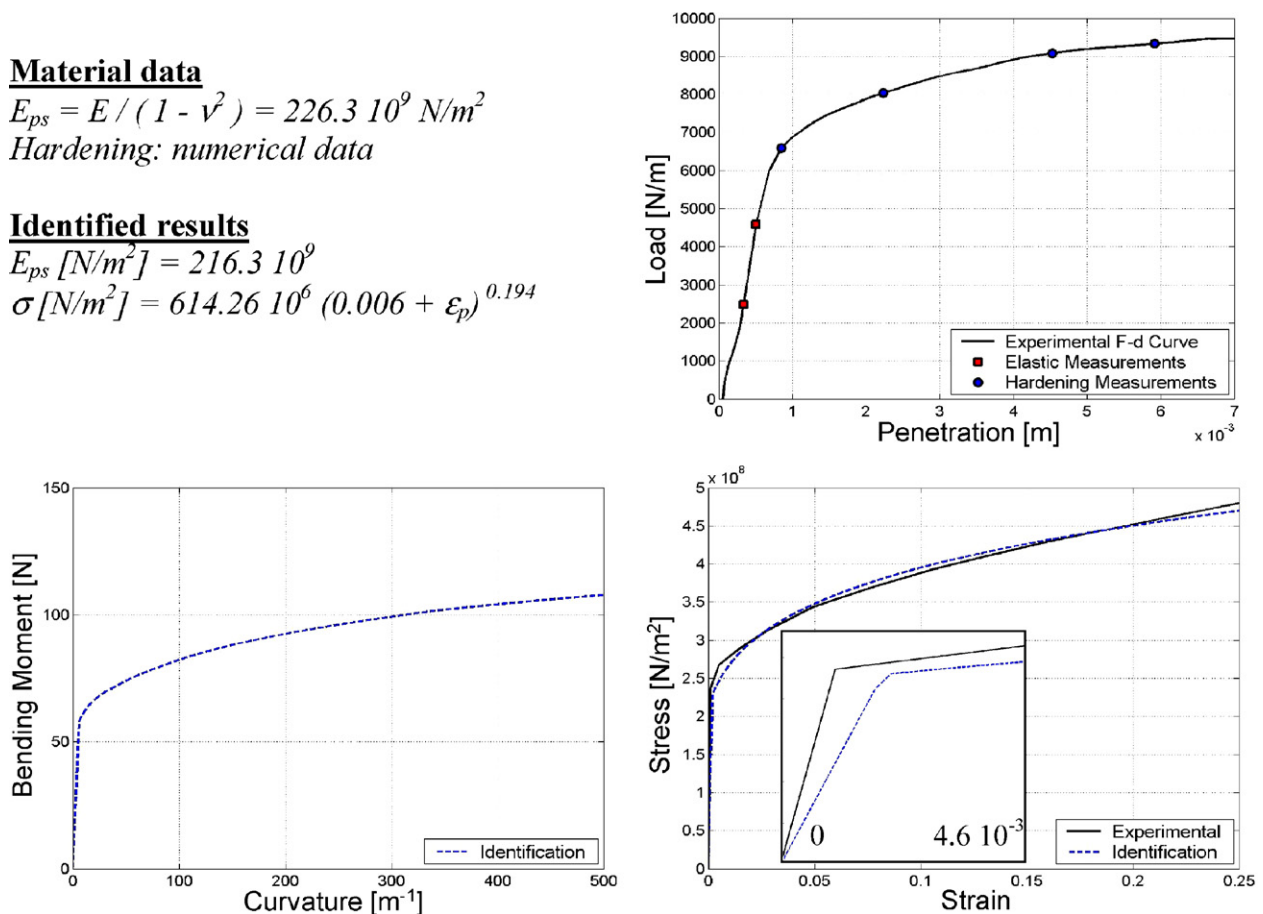 Material data
E_ps = E / ( 1 - ν² ) = 226.3 10⁹ N/m²
Hardening: numerical data
Identified results
E_ps [N/m²] = 216.3 10⁹
σ [N/m²] = 614.26 10⁶ (0.006 + ε_p) ^0.194
10000
9000
8000
7000
6000
5000
4000
3000
2000
1000
0
Load [N/m]
Experimental F-d Curve
Elastic Measurements
Hardening Measurements
0 1 2 3 4 5 6 7
Penetration [m]
x 10⁻³
150
100
50
0
Bending Moment [N]
Identification
0 100 200 300 400 500
Curvature [m⁻¹]
x 10⁸
5
4.5
4
3.5
3
2.5
2
1.5
1
0.5
0
Stress [N/m²]
0 4.6 10⁻³
Experimental
Identification
0 0.05 0.1 0.15 0.2 0.25
Strain